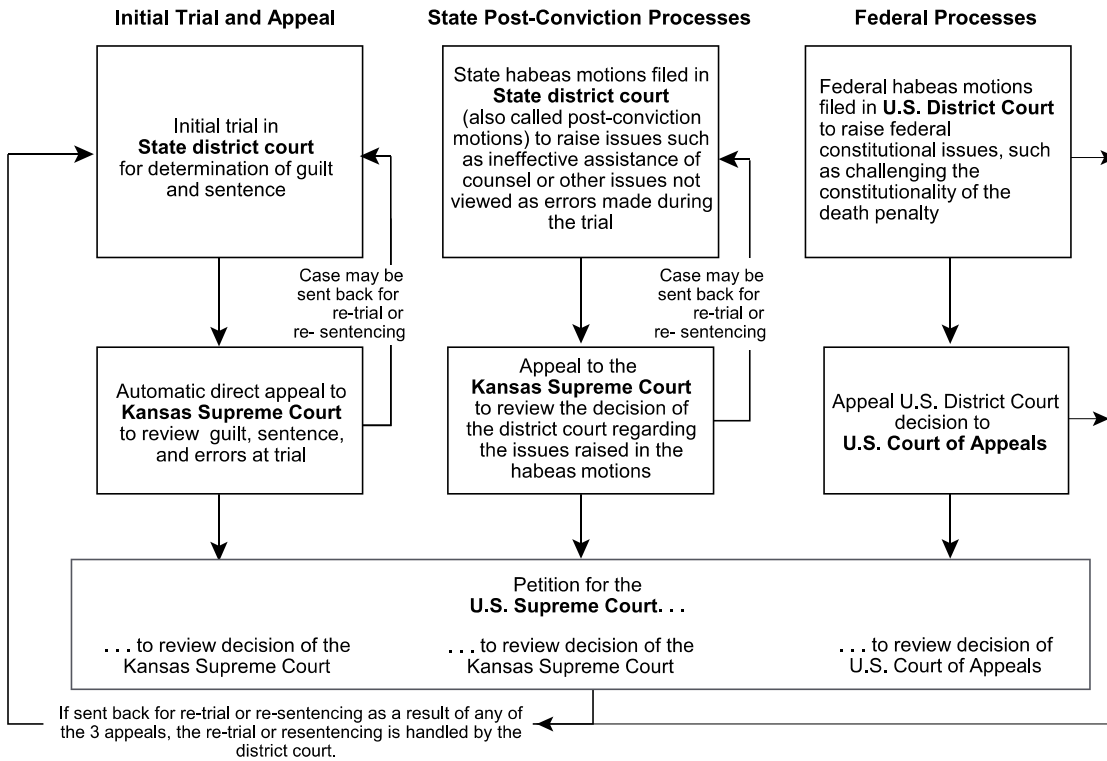 Initial Trial and Appeal
State Post-Conviction Processes
Federal Processes
Initial trial in
State district court
for determination of guilt
and sentence
State habeas motions filed in
State district court
(also called post-conviction
motions) to raise issues such
as ineffective assistance of
counsel or other issues not
viewed as errors made during
the trial
Federal habeas motions
filed in U.S. District Court
to raise federal
constitutional issues, such
as challenging the
constitutionality of the
death penalty
Case may be
sent back for
re-trial or
re- sentencing
Case may be
sent back for
re-trial or
re- sentencing
Automatic direct appeal to
Kansas Supreme Court
to review guilt, sentence,
and errors at trial
Appeal to the
Kansas Supreme Court
to review the decision of
the district court regarding
the issues raised in the
habeas motions
Appeal U.S. District Court
decision to
U.S. Court of Appeals
Petition for the
U.S. Supreme Court. . .
. . . to review decision of the
Kansas Supreme Court
. . . to review decision of the
Kansas Supreme Court
. . . to review decision of
U.S. Court of Appeals
If sent back for re-trial or re-sentencing as a result of any of
the 3 appeals, the re-trial or resentencing is handled by the
district court.